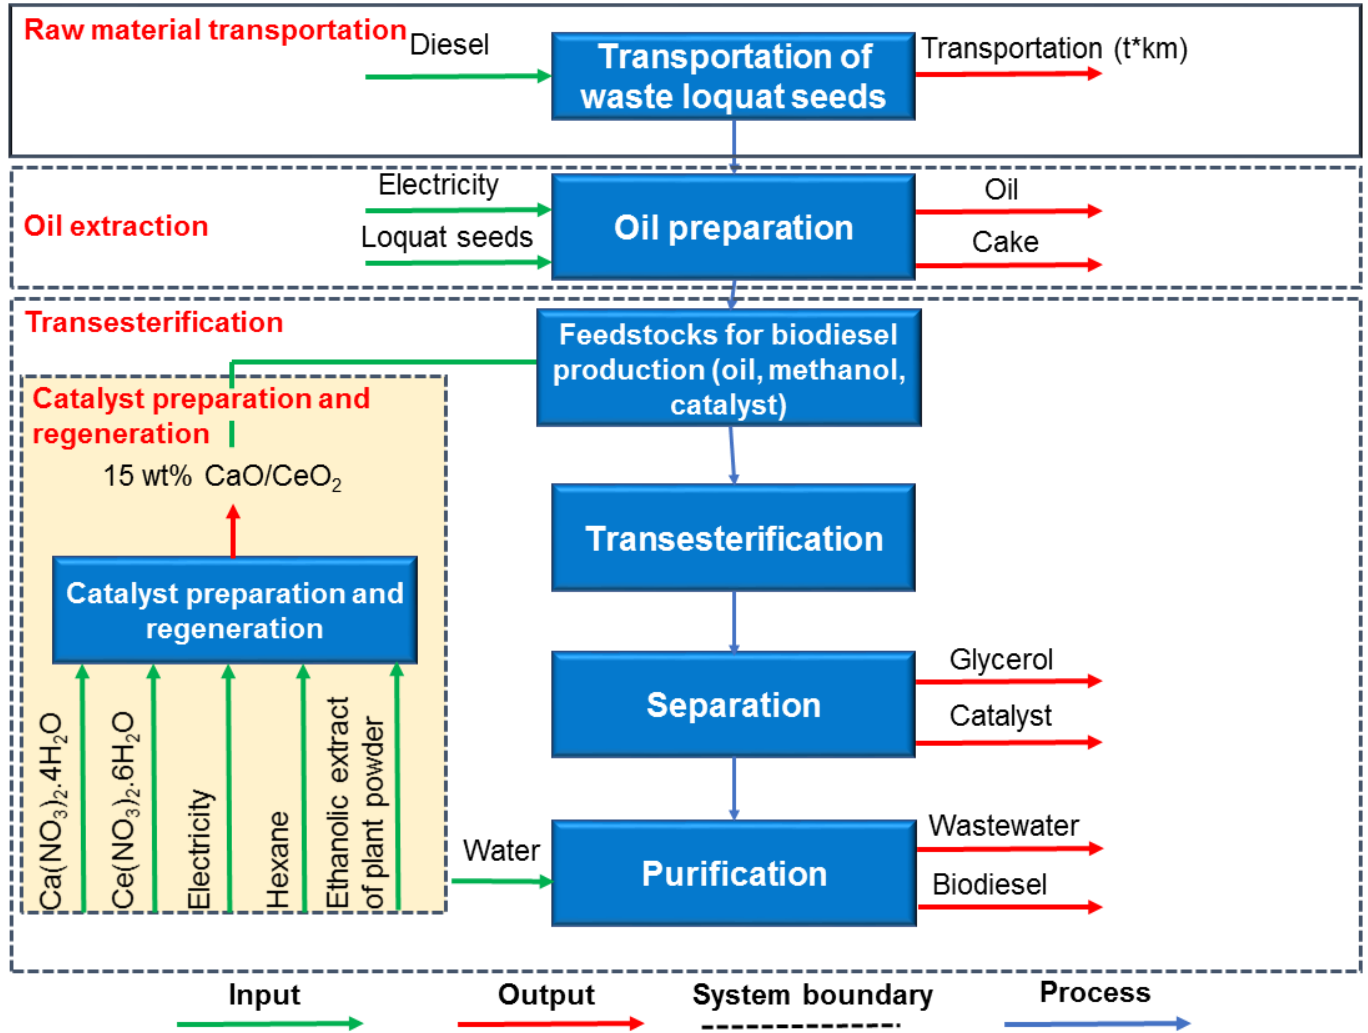 Raw material transportation
Diesel
Transportation of
waste loquat seeds
Transportation (t*km)
Oil extraction
Electricity
Loquat seeds
Oil preparation
Oil
Cake
Transesterification
Feedstocks for biodiesel
production (oil, methanol,
catalyst)
Catalyst preparation and
regeneration
15 wt% CaO/CeO₂
Catalyst preparation and
regeneration
Ca(NO₃)₂.4H₂O
Ce(NO₃)₂.6H₂O
Electricity
Hexane
Ethanolic extract
of plant powder
Transesterification
Separation
Glycerol
Catalyst
Water
Purification
Wastewater
Biodiesel
Input
Output
System boundary
Process